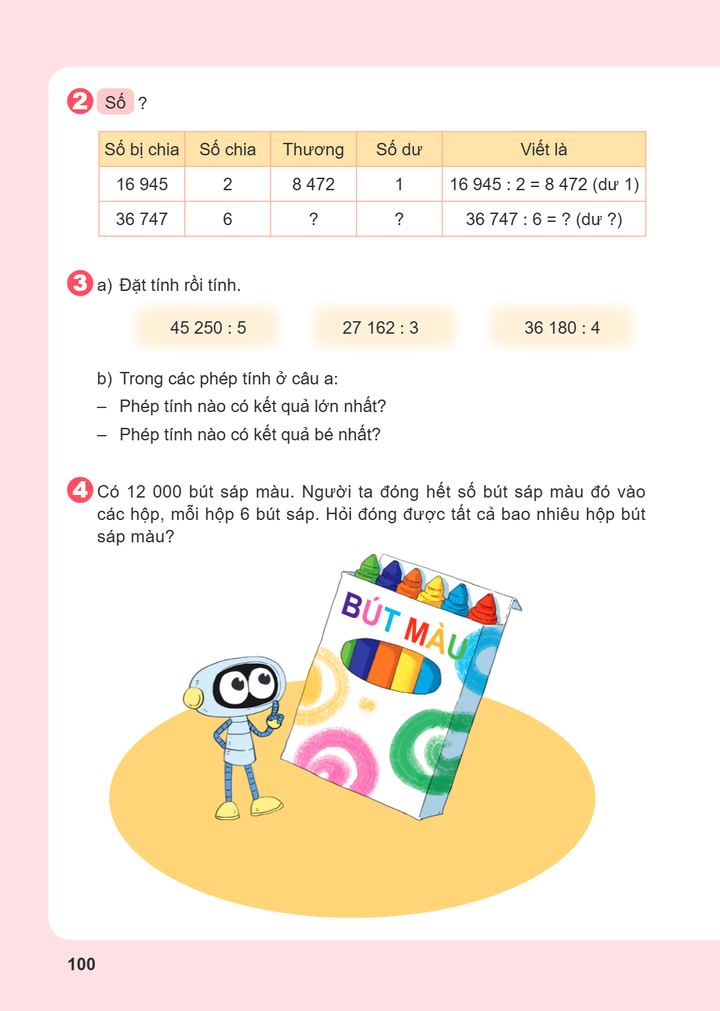 2 Số ?
Số bị chia Số chia Thương Số dư Viết là
16 945 2 8 472 1 16 945 : 2 = 8 472 (dư 1)
36 747 6 ? ? 36 747 : 6 = ? (dư ?)
3 a) Đặt tính rồi tính.
45 250 : 5 27 162 : 3 36 180 : 4
b) Trong các phép tính ở câu a:
– Phép tính nào có kết quả lớn nhất?
– Phép tính nào có kết quả bé nhất?
4 Có 12 000 bút sáp màu. Người ta đóng hết số bút sáp màu đó vào
các hộp, mỗi hộp 6 bút sáp. Hỏi đóng được tất cả bao nhiêu hộp bút
sáp màu?
BÚT MÀU
100